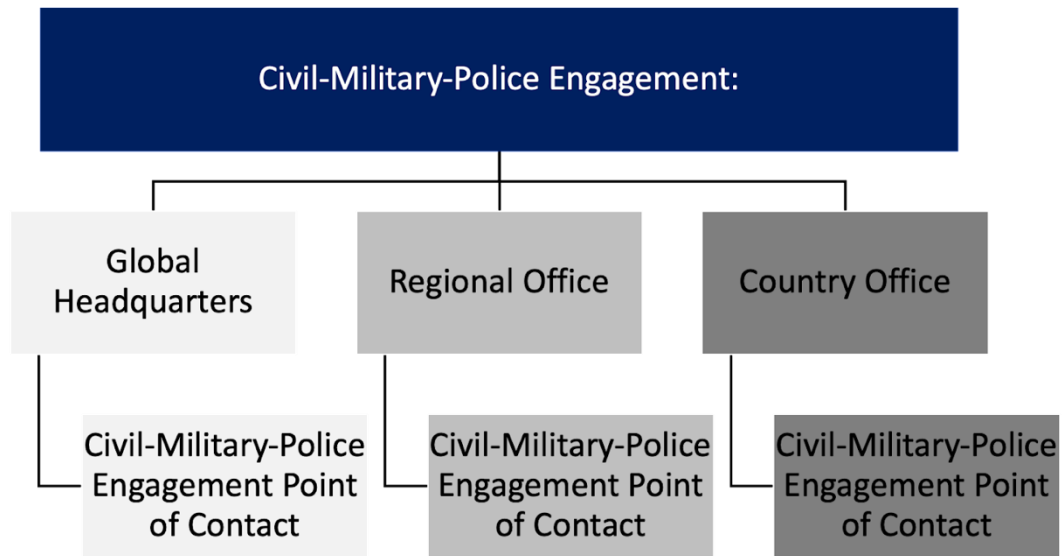 Civil-Military-Police Engagement:
Global
Headquarters
Regional Office
Country Office
Civil-Military-Police
Engagement Point
of Contact
Civil-Military-Police
Engagement Point
of Contact
Civil-Military-Police
Engagement Point
of Contact